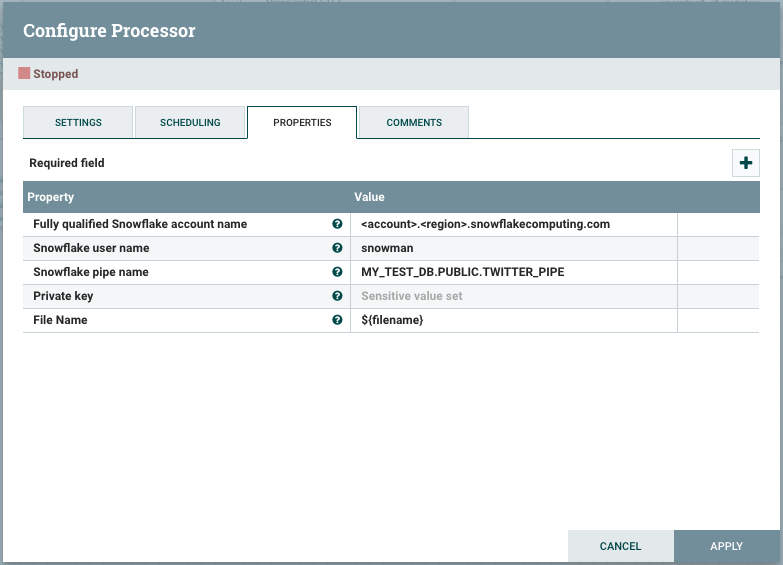 Configure Processor
Stopped
SETTINGS SCHEDULING PROPERTIES COMMENTS
Required field
Property Value
Fully qualified Snowflake account name <account>.<region>.snowflakecomputing.com
Snowflake user name snowman
Snowflake pipe name MY_TEST_DB.PUBLIC.TWITTER_PIPE
Private key Sensitive value set
File Name ${filename}
CANCEL APPLY